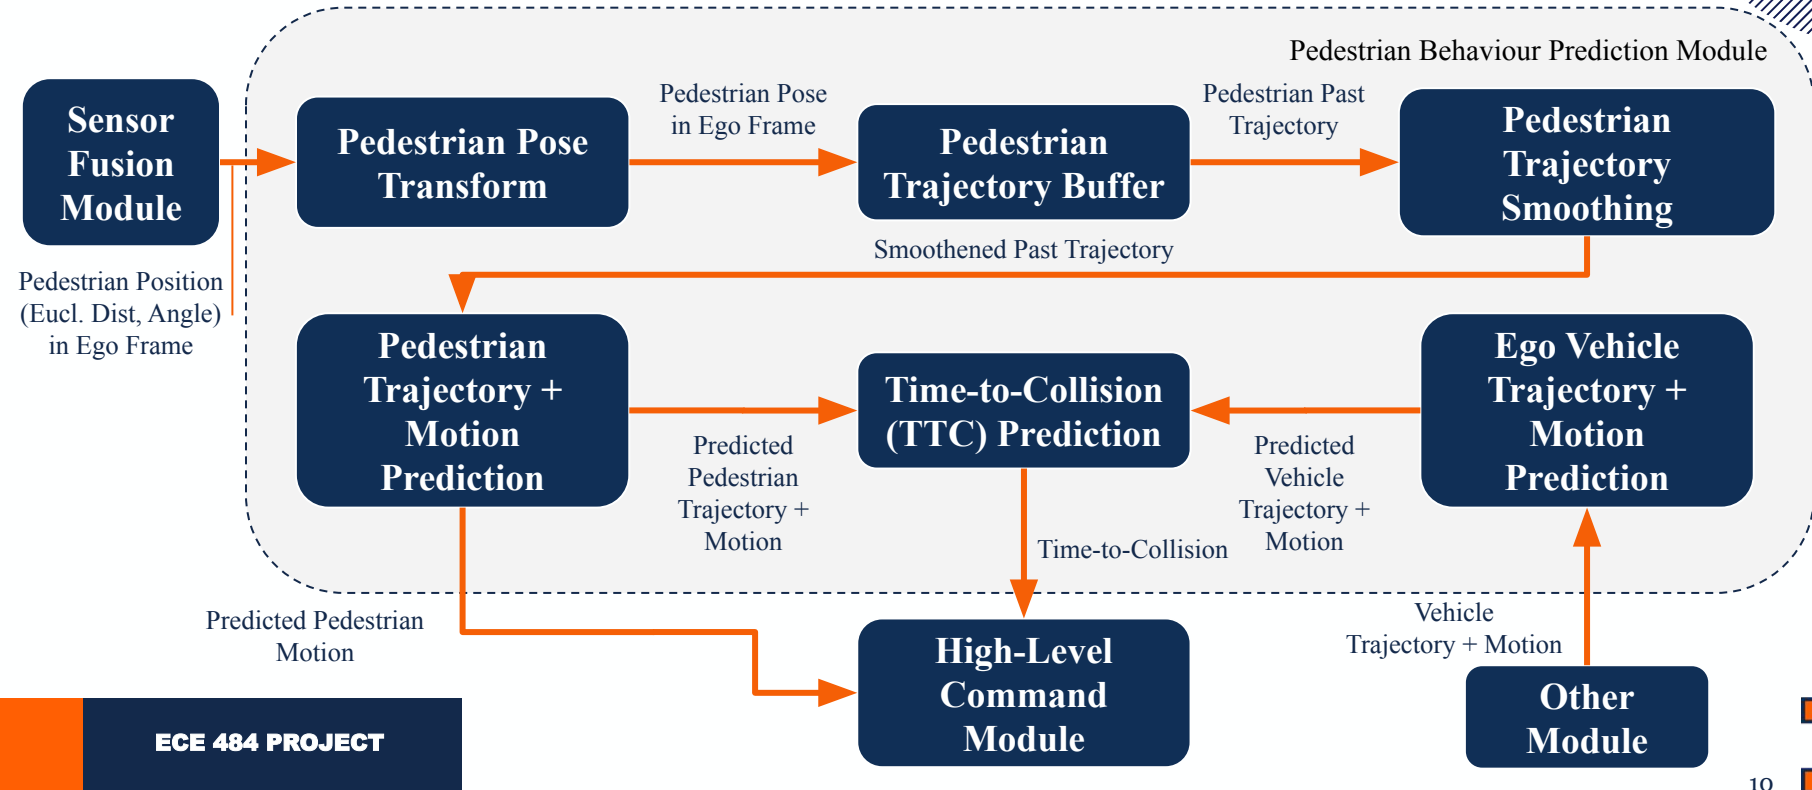 Pedestrian Behaviour Prediction Module
Sensor
Fusion
Module
Pedestrian Position
(Eucl. Dist, Angle)
in Ego Frame
Pedestrian Pose
Transform
Pedestrian Pose
in Ego Frame
Pedestrian
Trajectory Buffer
Pedestrian Past
Trajectory
Pedestrian
Trajectory
Smoothing
Smoothened Past Trajectory
Pedestrian
Trajectory +
Motion
Prediction
Predicted
Pedestrian
Trajectory +
Motion
Time-to-Collision
(TTC) Prediction
Predicted
Vehicle
Trajectory +
Motion
Ego Vehicle
Trajectory +
Motion
Prediction
Time-to-Collision
Predicted Pedestrian
Motion
High-Level
Command
Module
Vehicle
Trajectory + Motion
Other
Module
ECE 484 PROJECT